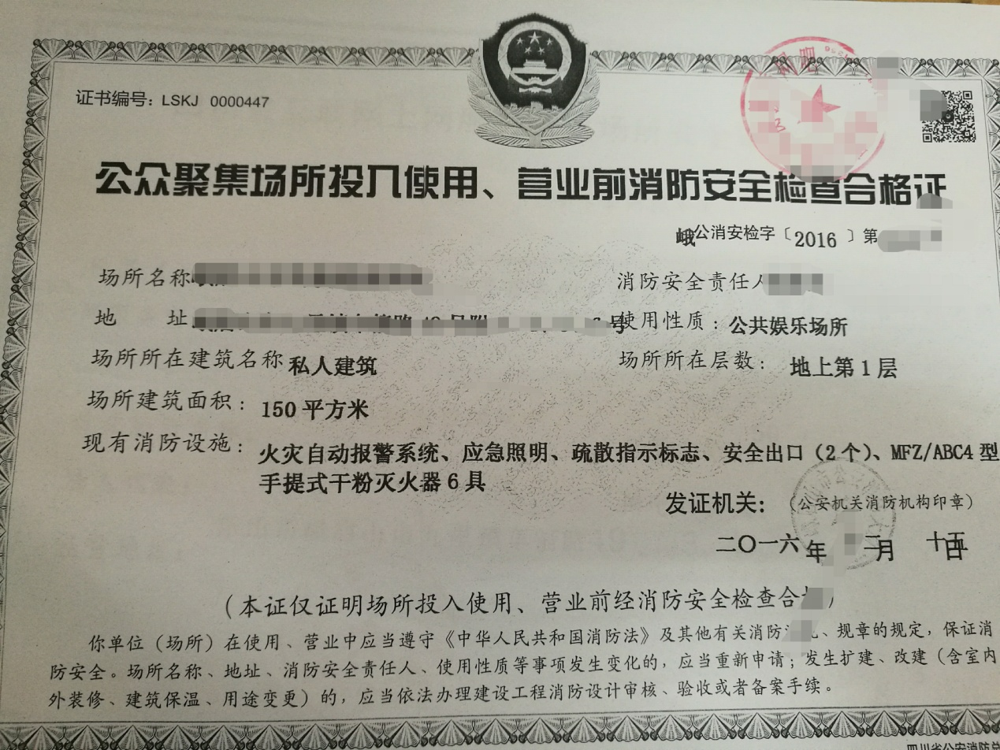 证书编号：LSKJ 0000447
公众聚集场所投入使用、营业前消防安全检查合格证
峨公消安检字〔2016〕第
场所名称
消防安全责任人
地 址 号
使用性质：公共娱乐场所
场所所在建筑名称 私人建筑
场所所在层数：地上第1层
场所建筑面积：150平方米
现有消防设施：火灾自动报警系统、应急照明、疏散指示标志、安全出口（2个）、MFZ/ABC4型
手提式干粉灭火器6具
发证机关：（公安机关消防机构印章）
二〇一六年 二月 十五日
（本证仅证明场所投入使用、营业前经消防安全检查合 ）
你单位（场所）在使用、营业中应当遵守《中华人民共和国消防法》及其他有关消防 、规章的规定，保证消
防安全。场所名称、地址、消防安全责任人、使用性质等事项发生变化的，应当重新申请；发生扩建、改建（含室内
外装修、建筑保温、用途变更）的，应当依法办理建设工程消防设计审核、验收或者备案手续。
四川省公安消防总